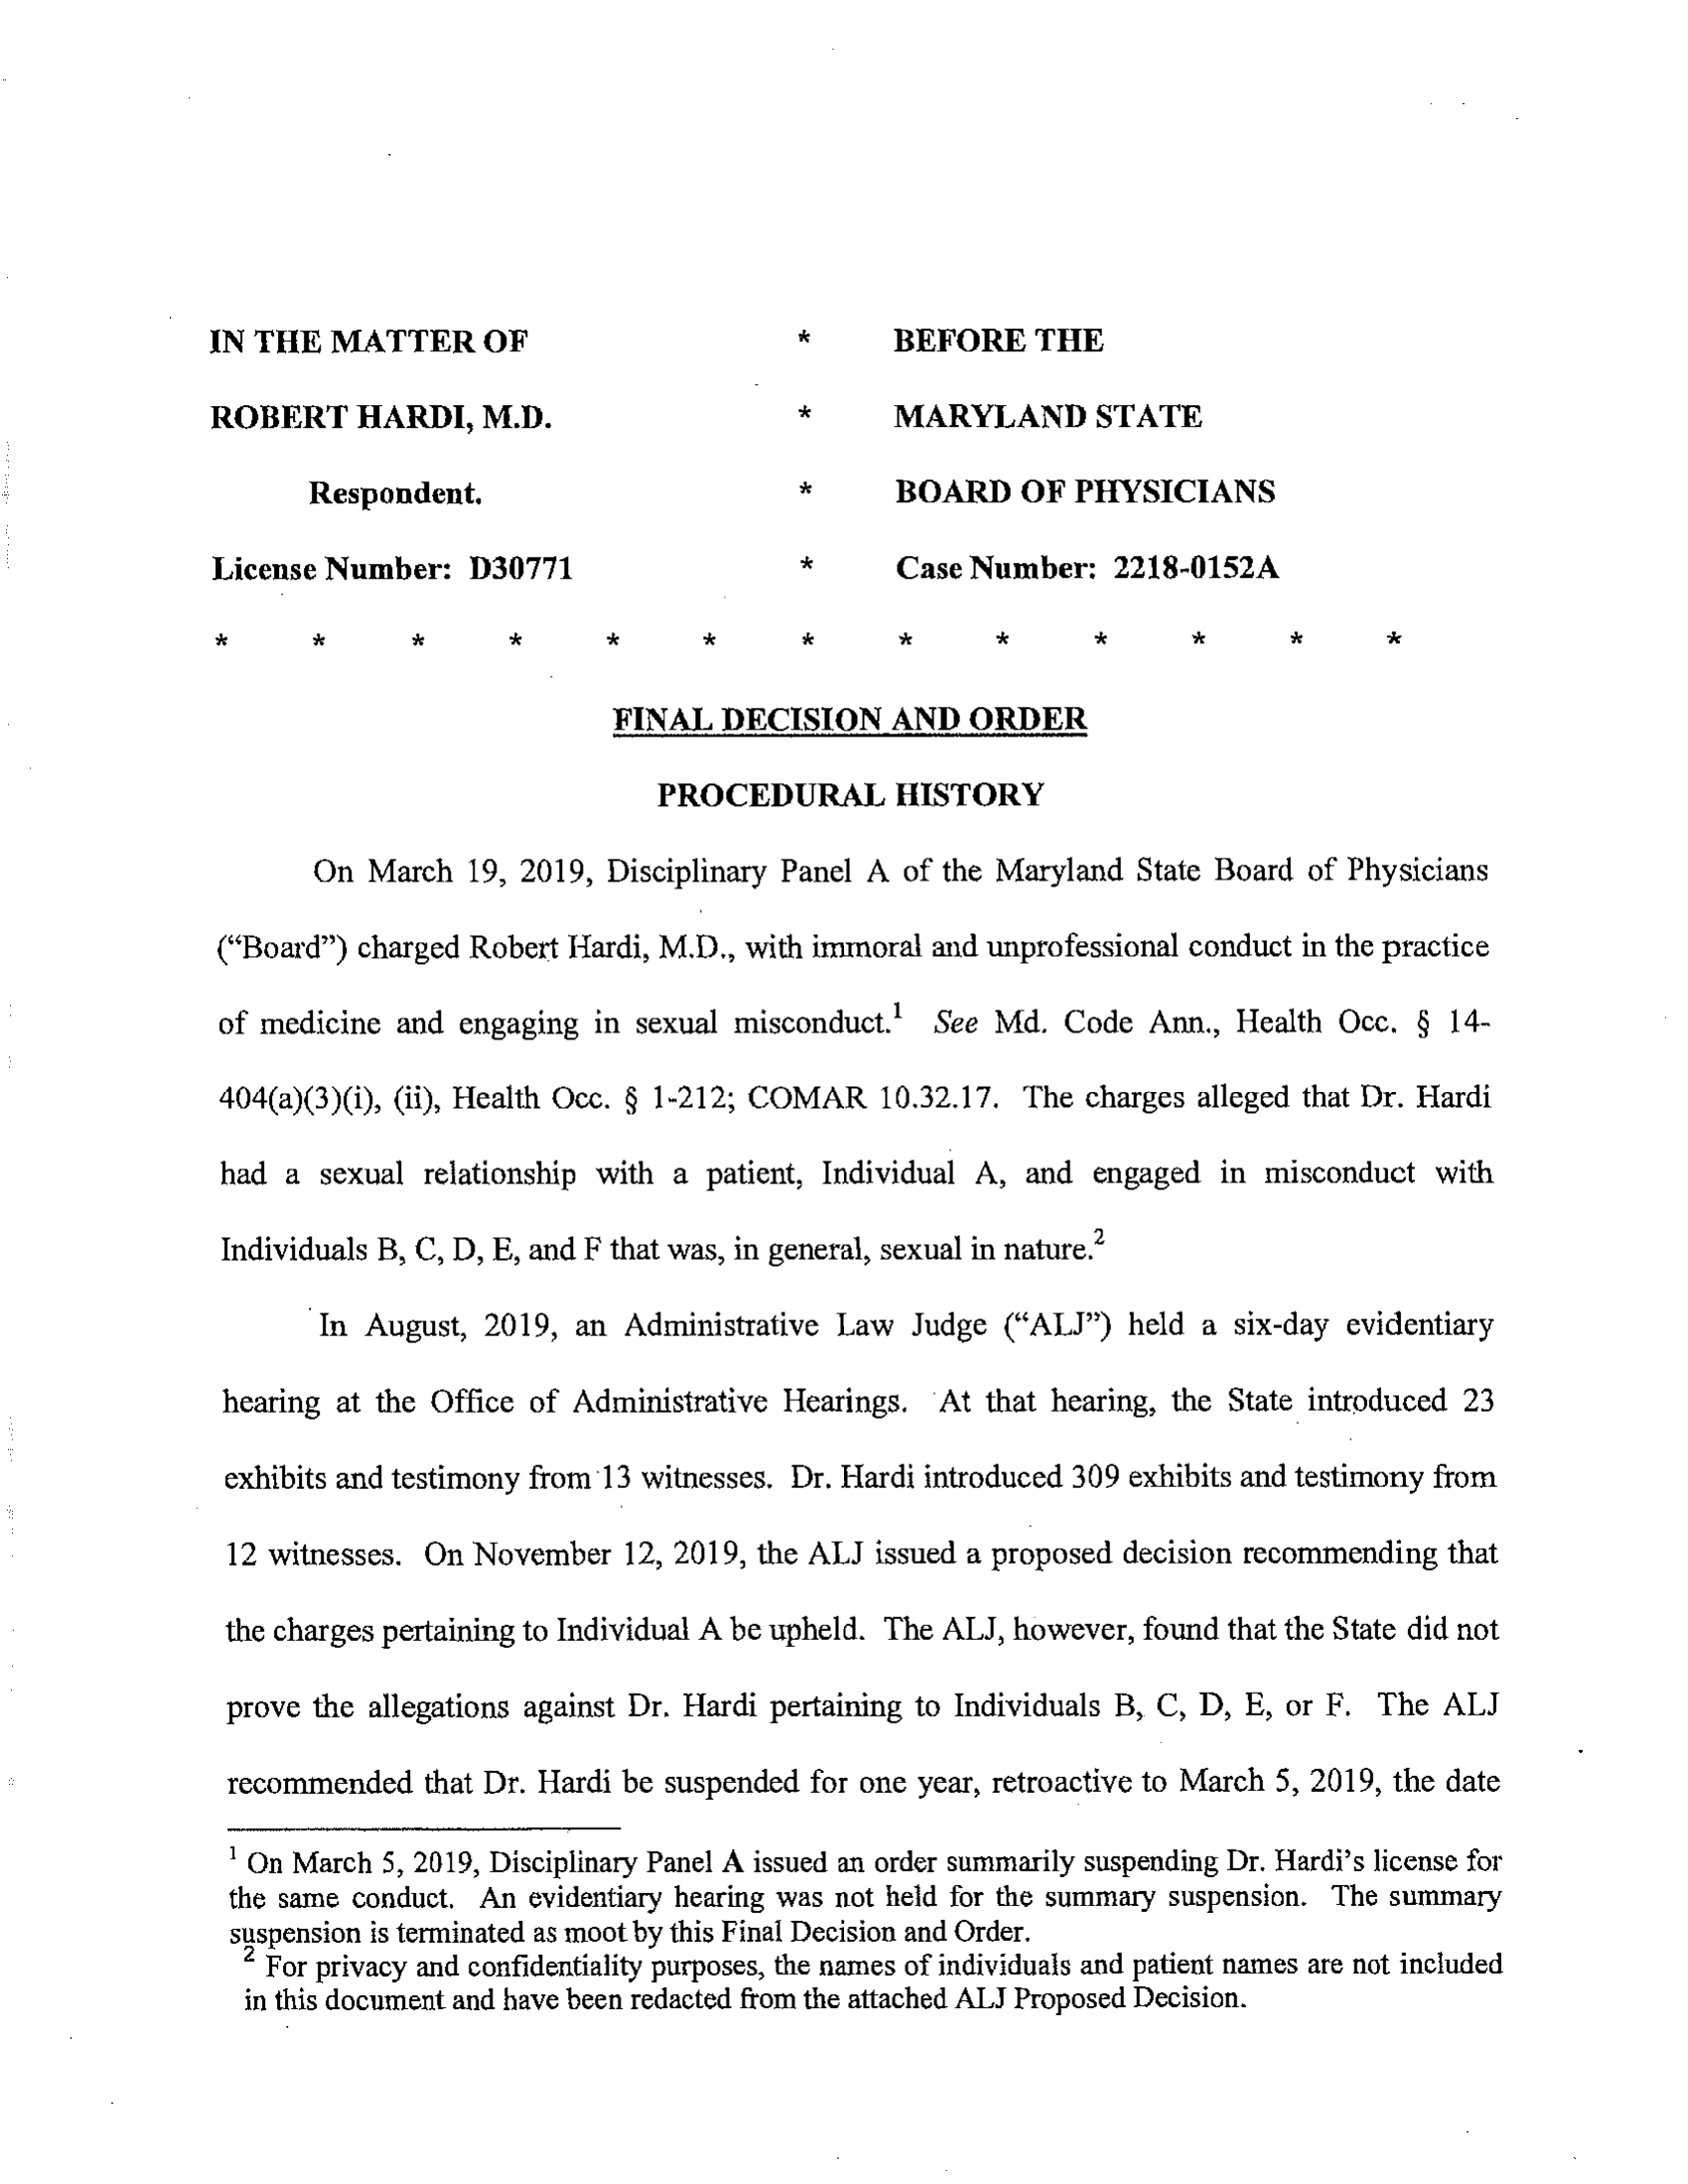 IN THE MATTER OF * BEFORE THE
ROBERT HARDI, M.D. * MARYLAND STATE
Respondent. * BOARD OF PHYSICIANS
License Number: D30771 * Case Number: 2218-0152A
* * * * * * * * * * * * *
FINAL DECISION AND ORDER
PROCEDURAL HISTORY
On March 19, 2019, Disciplinary Panel A of the Maryland State Board of Physicians
(“Board”) charged Robert Hardi, M.D., with immoral and unprofessional conduct in the practice
of medicine and engaging in sexual misconduct.1 See Md. Code Ann., Health Occ. § 14-
404(a)(3)(i), (ii), Health Occ. § 1-212; COMAR 10.32.17. The charges alleged that Dr. Hardi
had a sexual relationship with a patient, Individual A, and engaged in misconduct with
Individuals B, C, D, E, and F that was, in general, sexual in nature.2
In August, 2019, an Administrative Law Judge (“ALJ”) held a six-day evidentiary
hearing at the Office of Administrative Hearings. At that hearing, the State introduced 23
exhibits and testimony from 13 witnesses. Dr. Hardi introduced 309 exhibits and testimony from
12 witnesses. On November 12, 2019, the ALJ issued a proposed decision recommending that
the charges pertaining to Individual A be upheld. The ALJ, however, found that the State did not
prove the allegations against Dr. Hardi pertaining to Individuals B, C, D, E, or F. The ALJ
recommended that Dr. Hardi be suspended for one year, retroactive to March 5, 2019, the date
1 On March 5, 2019, Disciplinary Panel A issued an order summarily suspending Dr. Hardi’s license for
the same conduct. An evidentiary hearing was not held for the summary suspension. The summary
suspension is terminated as moot by this Final Decision and Order.
2 For privacy and confidentiality purposes, the names of individuals and patient names are not included
in this document and have been redacted from the attached ALJ Proposed Decision.